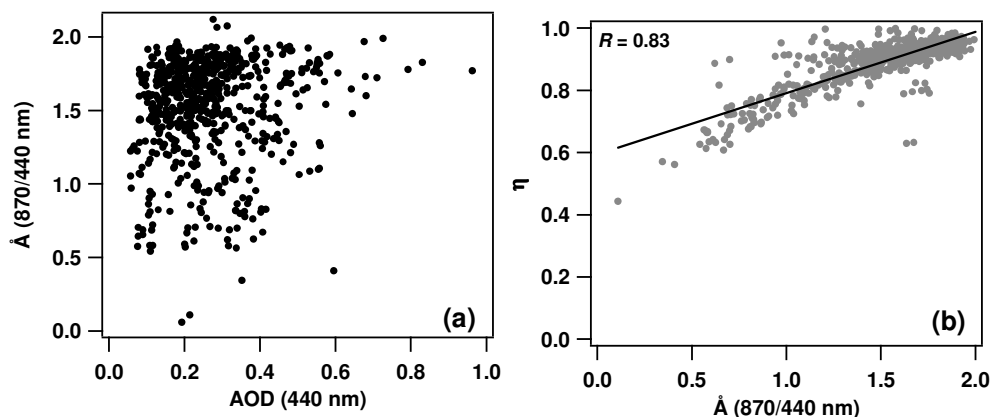 2.0
1.5
1.0
0.5
0.0
Å (870/440 nm)
0.0 0.2 0.4 0.6 0.8 1.0
AOD (440 nm)
(a)
1.0
0.8
0.6
0.4
0.2
0.0
η
R = 0.83
0.0 0.5 1.0 1.5 2.0
Å (870/440 nm)
(b)